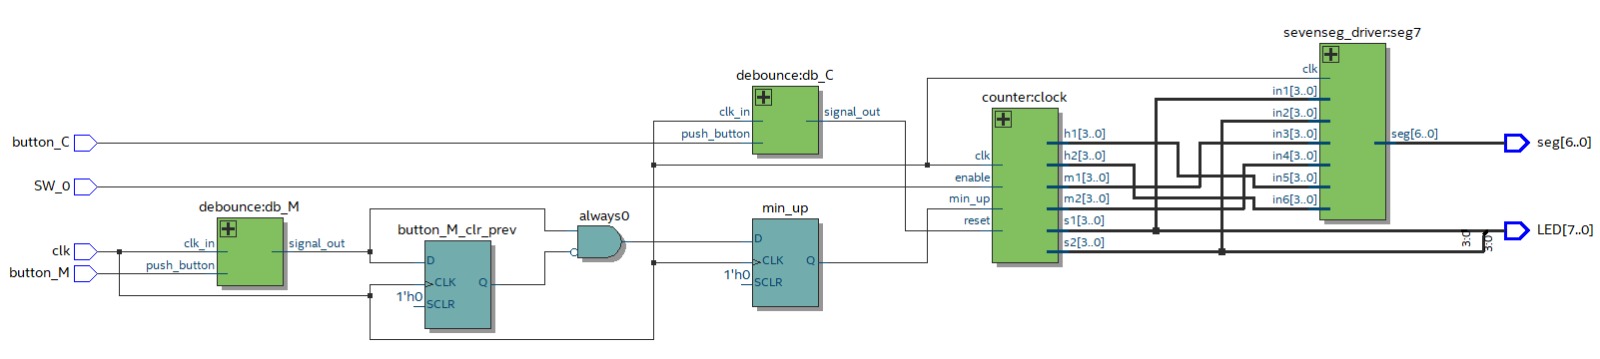 button_C
SW_0
clk
button_M
debounce:db_M
clk_in
push_button
signal_out
button_M_clr_prev
D
CLK
1'h0
SCLR
Q
always0
debounce:db_C
clk_in
push_button
signal_out
min_up
D
CLK
1'h0
SCLR
Q
counter:clock
clk
enable
min_up
reset
h1[3..0]
h2[3..0]
m1[3..0]
m2[3..0]
s1[3..0]
s2[3..0]
sevenseg_driver:seg7
clk
in1[3..0]
in2[3..0]
in3[3..0]
in4[3..0]
in5[3..0]
in6[3..0]
seg[6..0]
3:0
3:0
seg[6..0]
LED[7..0]